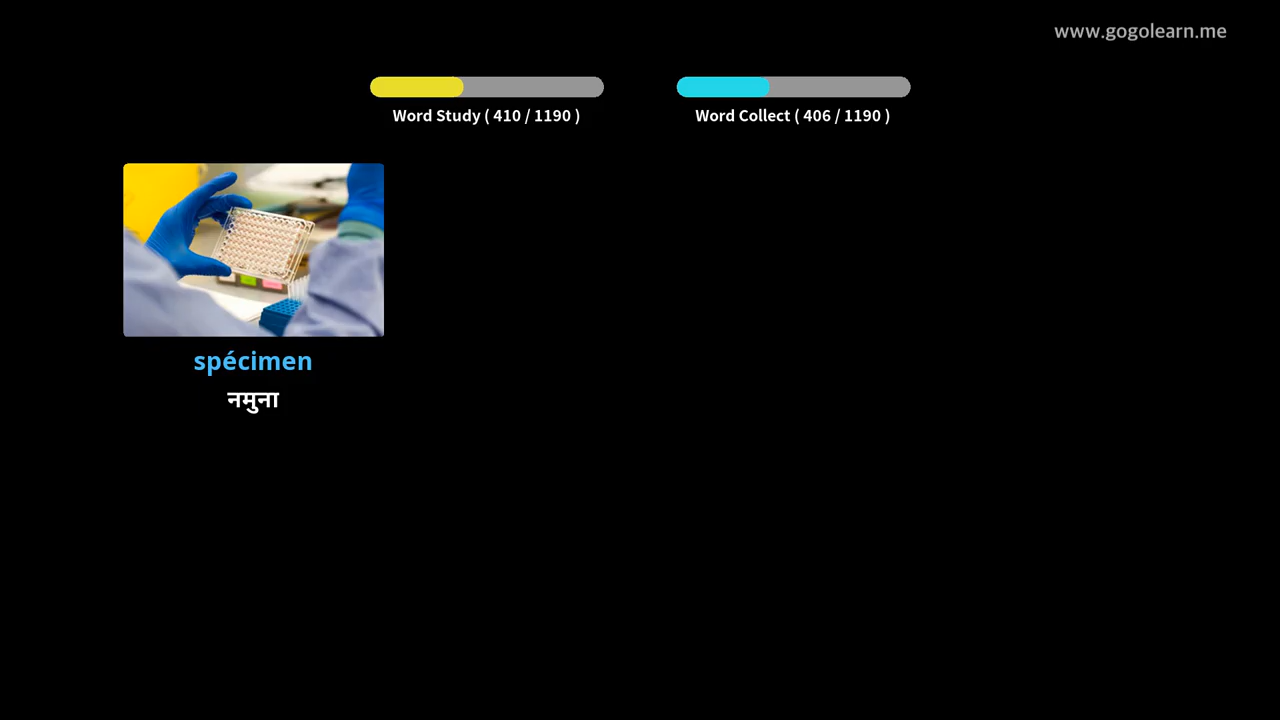 www.gogolearn.me
Word Study ( 410 / 1190 )
Word Collect ( 406 / 1190 )
spécimen
नमुना